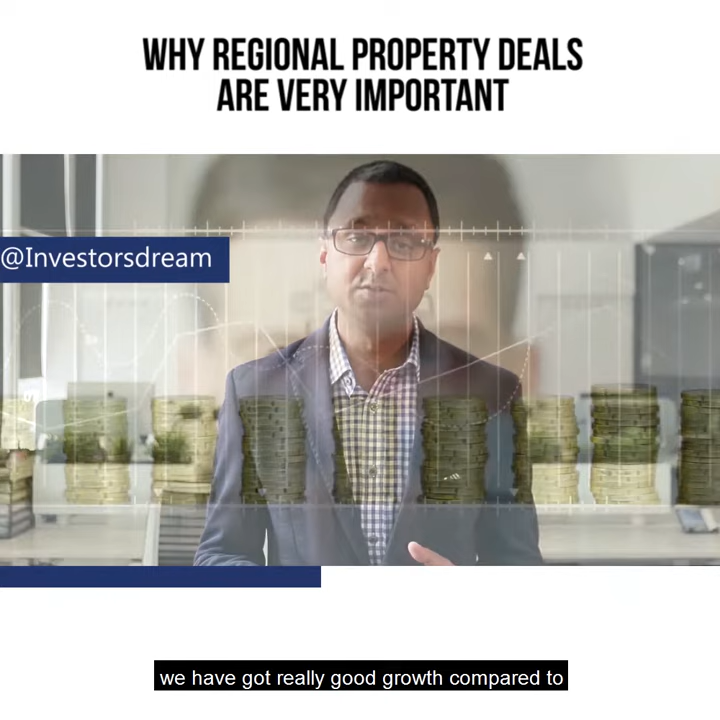 WHY REGIONAL PROPERTY DEALS
ARE VERY IMPORTANT
@Investorsdream
we have got really good growth compared to